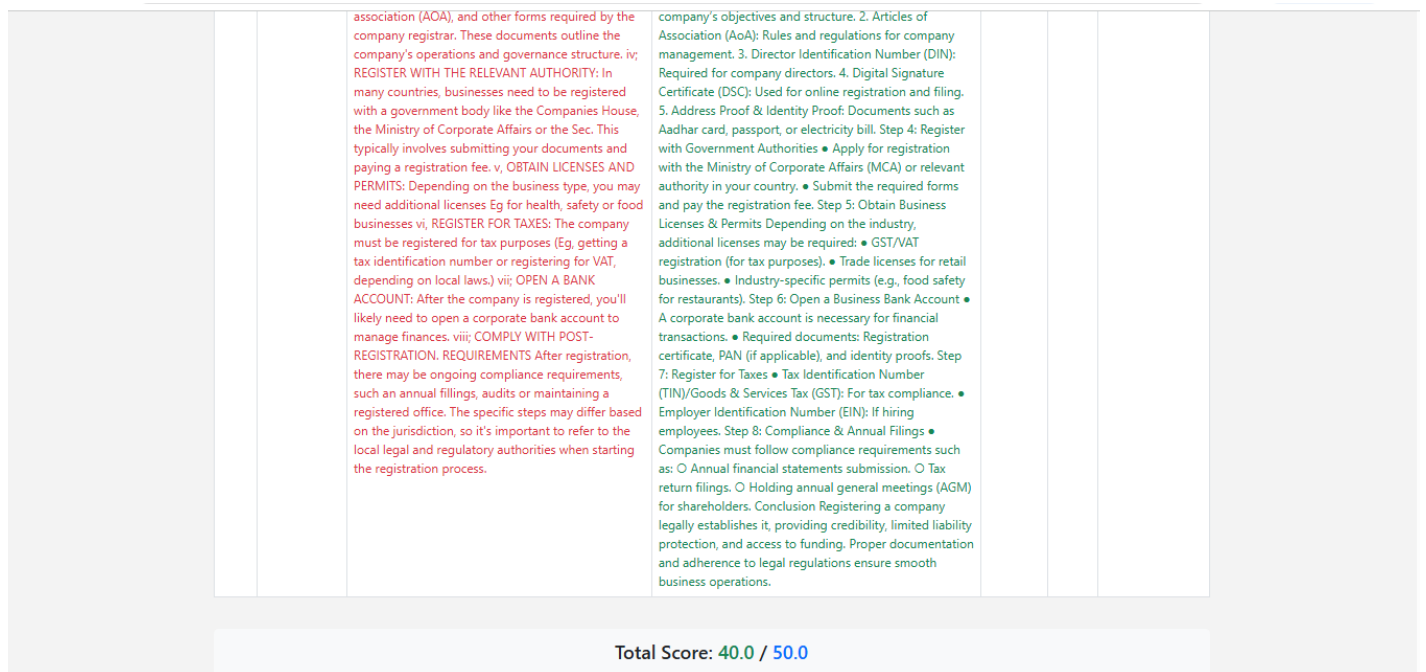 association (AOA), and other forms required by the
company registrar. These documents outline the
company's operations and governance structure. iv;
REGISTER WITH THE RELEVANT AUTHORITY: In
many countries, businesses need to be registered
with a government body like the Companies House,
the Ministry of Corporate Affairs or the Sec. This
typically involves submitting your documents and
paying a registration fee. v, OBTAIN LICENSES AND
PERMITS: Depending on the business type, you may
need additional licenses Eg for health, safety or food
businesses vi, REGISTER FOR TAXES: The company
must be registered for tax purposes (Eg, getting a
tax identification number or registering for VAT,
depending on local laws.) vii; OPEN A BANK
ACCOUNT: After the company is registered, you'll
likely need to open a corporate bank account to
manage finances. viii; COMPLY WITH POST-
REGISTRATION. REQUIREMENTS After registration,
there may be ongoing compliance requirements,
such an annual fillings, audits or maintaining a
registered office. The specific steps may differ based
on the jurisdiction, so it's important to refer to the
local legal and regulatory authorities when starting
the registration process.
company's objectives and structure. 2. Articles of
Association (AoA): Rules and regulations for company
management. 3. Director Identification Number (DIN):
Required for company directors. 4. Digital Signature
Certificate (DSC): Used for online registration and filing.
5. Address Proof & Identity Proof: Documents such as
Aadhar card, passport, or electricity bill. Step 4: Register
with Government Authorities ● Apply for registration
with the Ministry of Corporate Affairs (MCA) or relevant
authority in your country. ● Submit the required forms
and pay the registration fee. Step 5: Obtain Business
Licenses & Permits Depending on the industry,
additional licenses may be required: ● GST/VAT
registration (for tax purposes). ● Trade licenses for retail
businesses. ● Industry-specific permits (e.g., food safety
for restaurants). Step 6: Open a Business Bank Account ●
A corporate bank account is necessary for financial
transactions. ● Required documents: Registration
certificate, PAN (if applicable), and identity proofs. Step
7: Register for Taxes ● Tax Identification Number
(TIN)/Goods & Services Tax (GST): For tax compliance. ●
Employer Identification Number (EIN): If hiring
employees. Step 8: Compliance & Annual Filings ●
Companies must follow compliance requirements such
as: ○ Annual financial statements submission. ○ Tax
return filings. ○ Holding annual general meetings (AGM)
for shareholders. Conclusion Registering a company
legally establishes it, providing credibility, limited liability
protection, and access to funding. Proper documentation
and adherence to legal regulations ensure smooth
business operations.
Total Score: 40.0 / 50.0